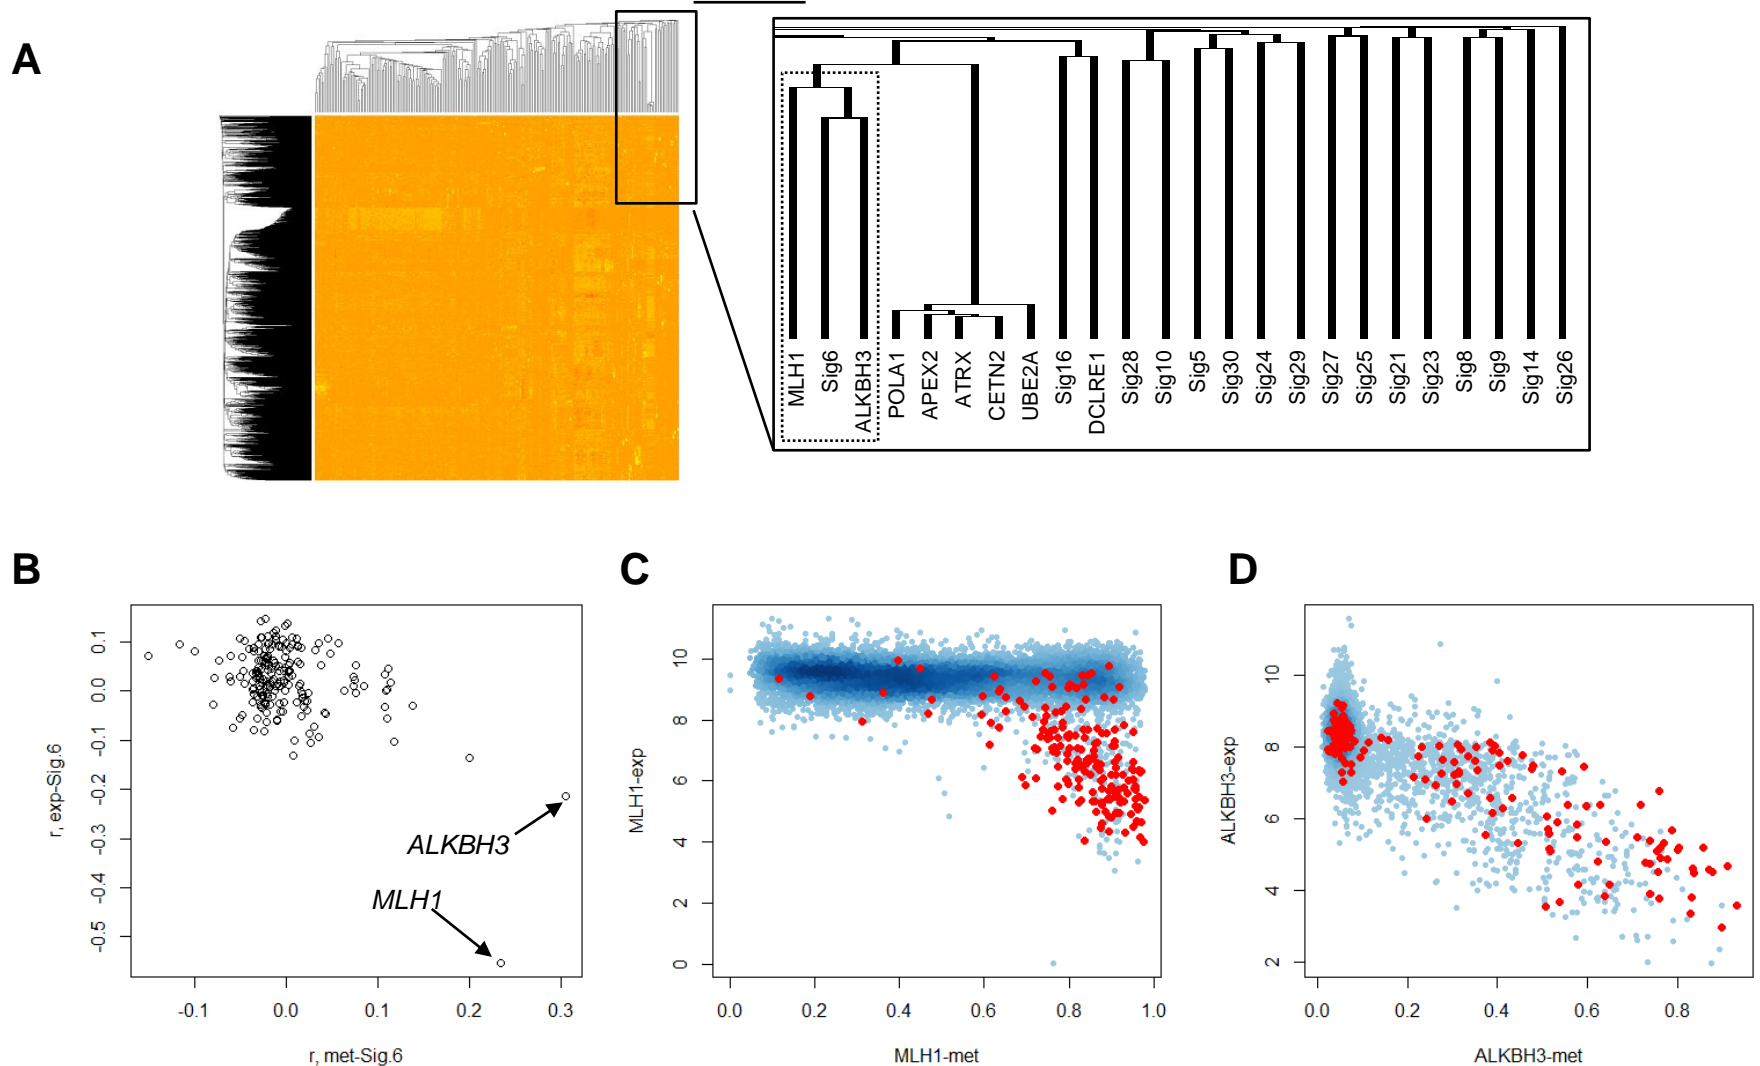 A
MLH1
Sig6
ALKBH3
POLA1
APEX2
ATRX
CETN2
UBE2A
Sig16
DCLRE1
Sig28
Sig10
Sig5
Sig30
Sig24
Sig29
Sig27
Sig25
Sig21
Sig23
Sig8
Sig9
Sig14
Sig26
B
r, exp-Sig.6
0.1
0.0
-0.1
-0.2
-0.3
-0.4
-0.5
ALKBH3
MLH1
-0.1 0.0 0.1 0.2 0.3
r, met-Sig.6
C
MLH1-exp
10
8
6
4
2
0
0.0 0.2 0.4 0.6 0.8 1.0
MLH1-met
D
ALKBH3-exp
10
8
6
4
2
0.0 0.2 0.4 0.6 0.8
ALKBH3-met